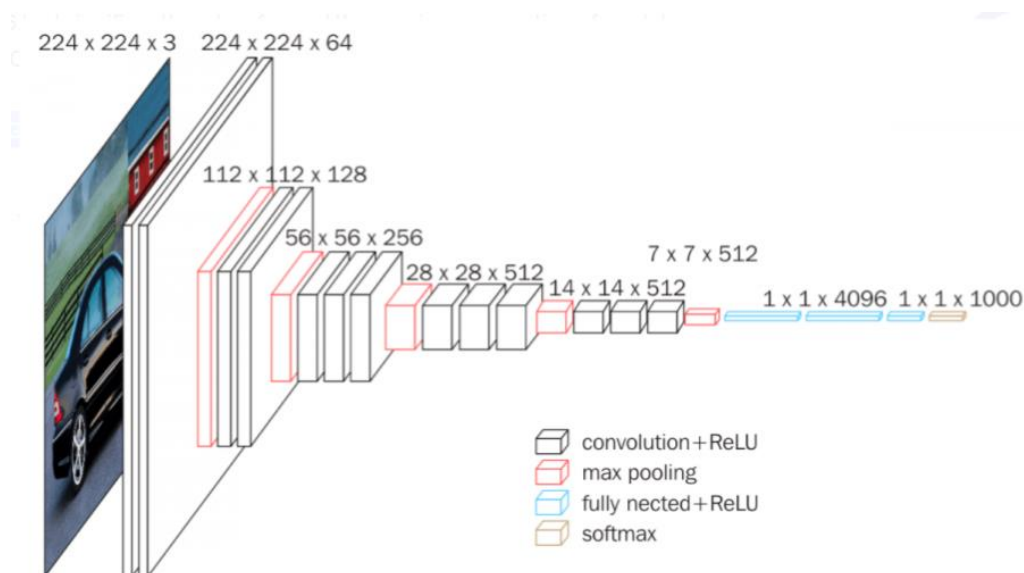 224 x 224 x 3
224 x 224 x 64
112 x 112 x 128
56 x 56 x 256
28 x 28 x 512
14 x 14 x 512
7 x 7 x 512
1 x 1 x 4096
1 x 1 x 1000
convolution+ReLU
max pooling
fully nected+ReLU
softmax